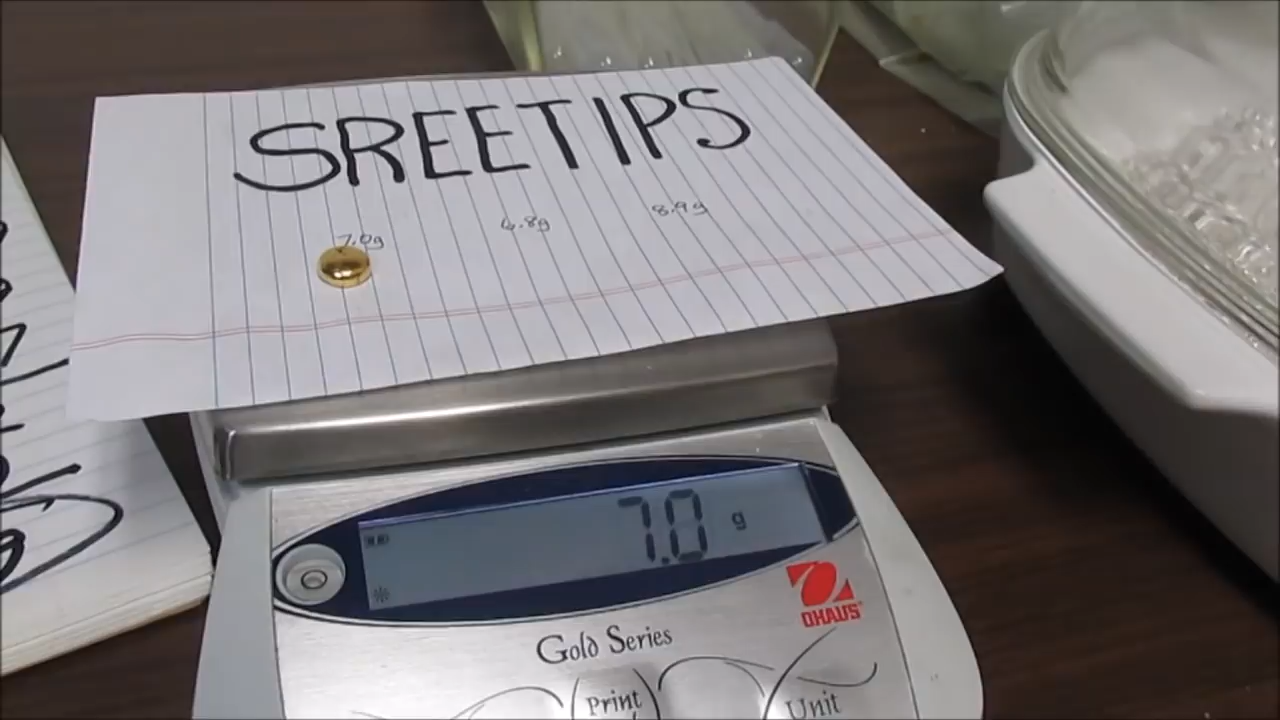 SREETIPS
7.0g 6.8g 8.9g
7.0 g
OHAUS
Gold Series
Print Unit